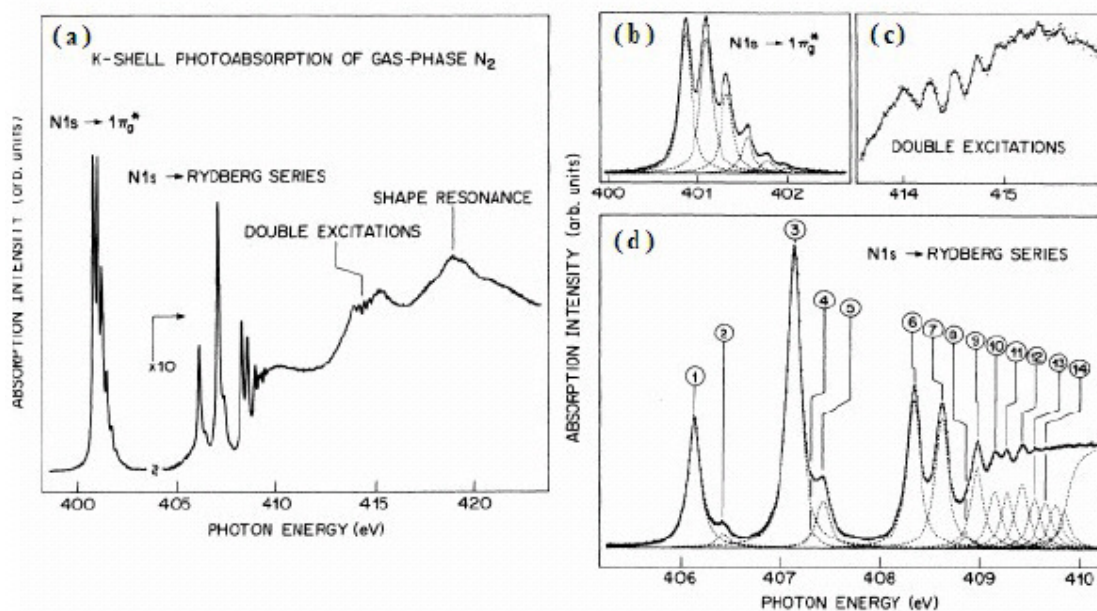 (a)
K-SHELL PHOTOABSORPTION OF GAS-PHASE N₂
N1s → 1πg*
N1s → RYDBERG SERIES
SHAPE RESONANCE
DOUBLE EXCITATIONS
x10
ABSORPTION INTENSITY (arb. units)
400 405 410 415 420
PHOTON ENERGY (eV)
(b)
N1s → 1πg*
400 401 402
(c)
DOUBLE EXCITATIONS
414 415
(d)
N1s → RYDBERG SERIES
1 2 3 4 5 6 7 8 9 10 11 12 13 14
ABSORPTION INTENSITY (arb. units)
406 407 408 409 410
PHOTON ENERGY (eV)